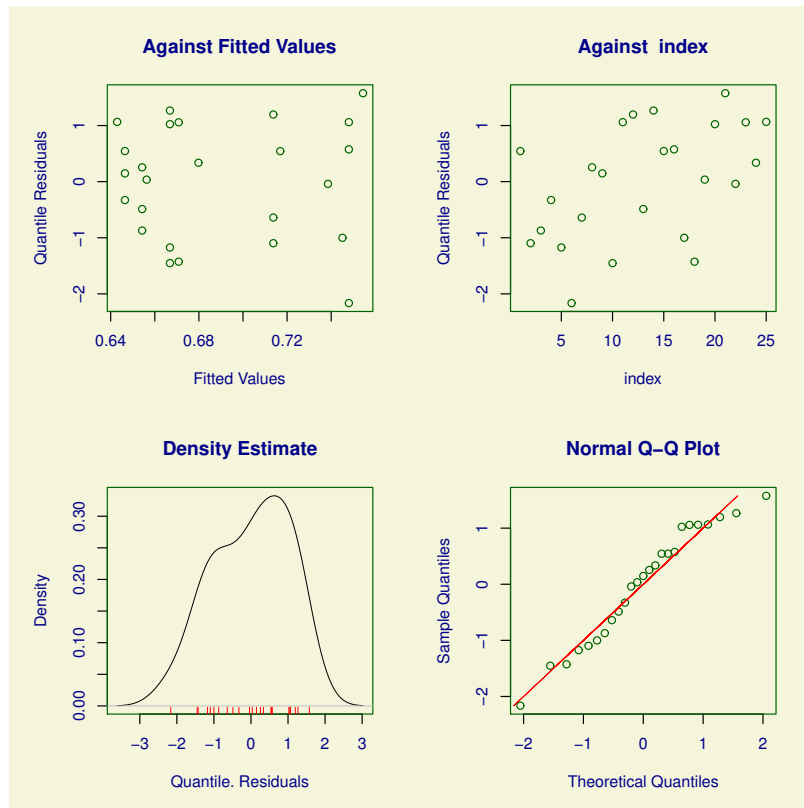 Against Fitted Values
Quantile Residuals
1
0
−1
−2
0.64 0.68 0.72
Fitted Values
Against index
Quantile Residuals
1
0
−1
−2
5 10 15 20 25
index
Density Estimate
Density
0.30
0.20
0.10
0.00
−3 −2 −1 0 1 2 3
Quantile. Residuals
Normal Q−Q Plot
Sample Quantiles
1
0
−1
−2
−2 −1 0 1 2
Theoretical Quantiles